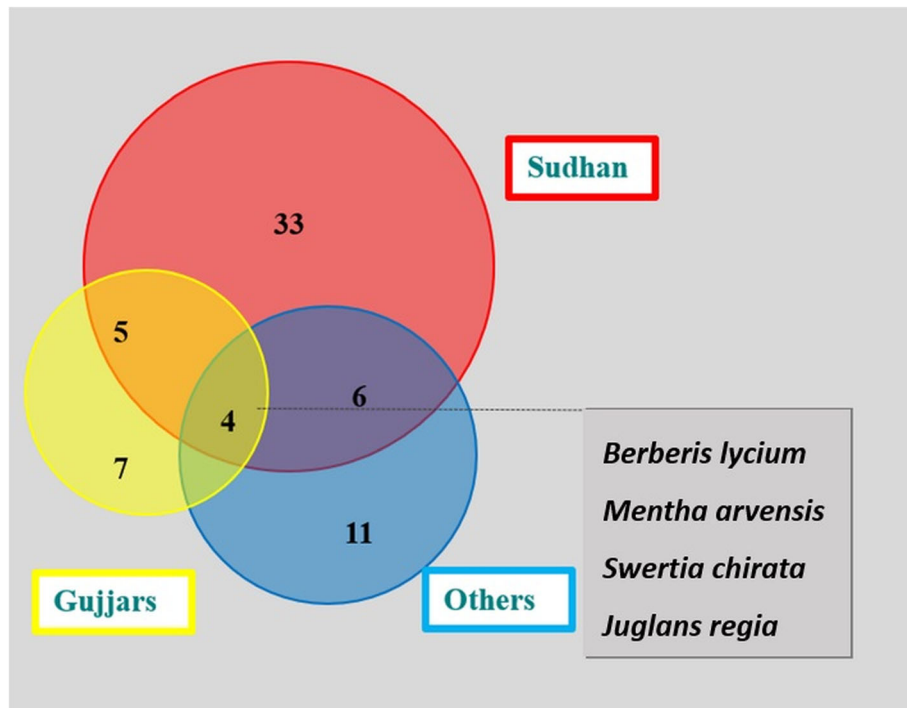 Sudhan
33
5
6
4
7
11
Gujjars
Others
Berberis lycium
Mentha arvensis
Swertia chirata
Juglans regia